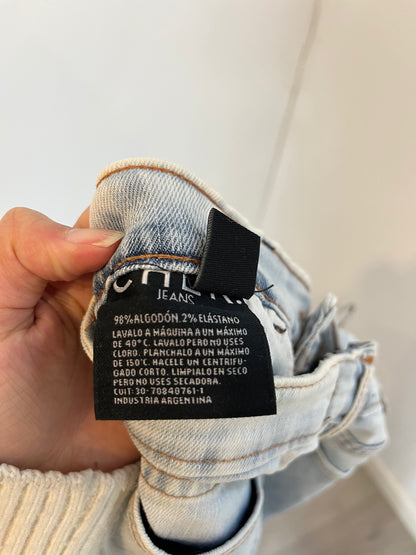 JEANS
98% ALGODÓN. 2% ELÁSTANO
LAVALO A MÁQUINA A UN MÁXIMO
DE 40° C. LAVALO PERO NO USES
CLORO. PLANCHALO A UN MÁXIMO
DE 150°C. HACELE UN CENTRIFU-
GADO CORTO. LIMPIALO EN SECO
PERO NO USES SECADORA.
CUIT: 30-70840761-1
INDUSTRIA ARGENTINA